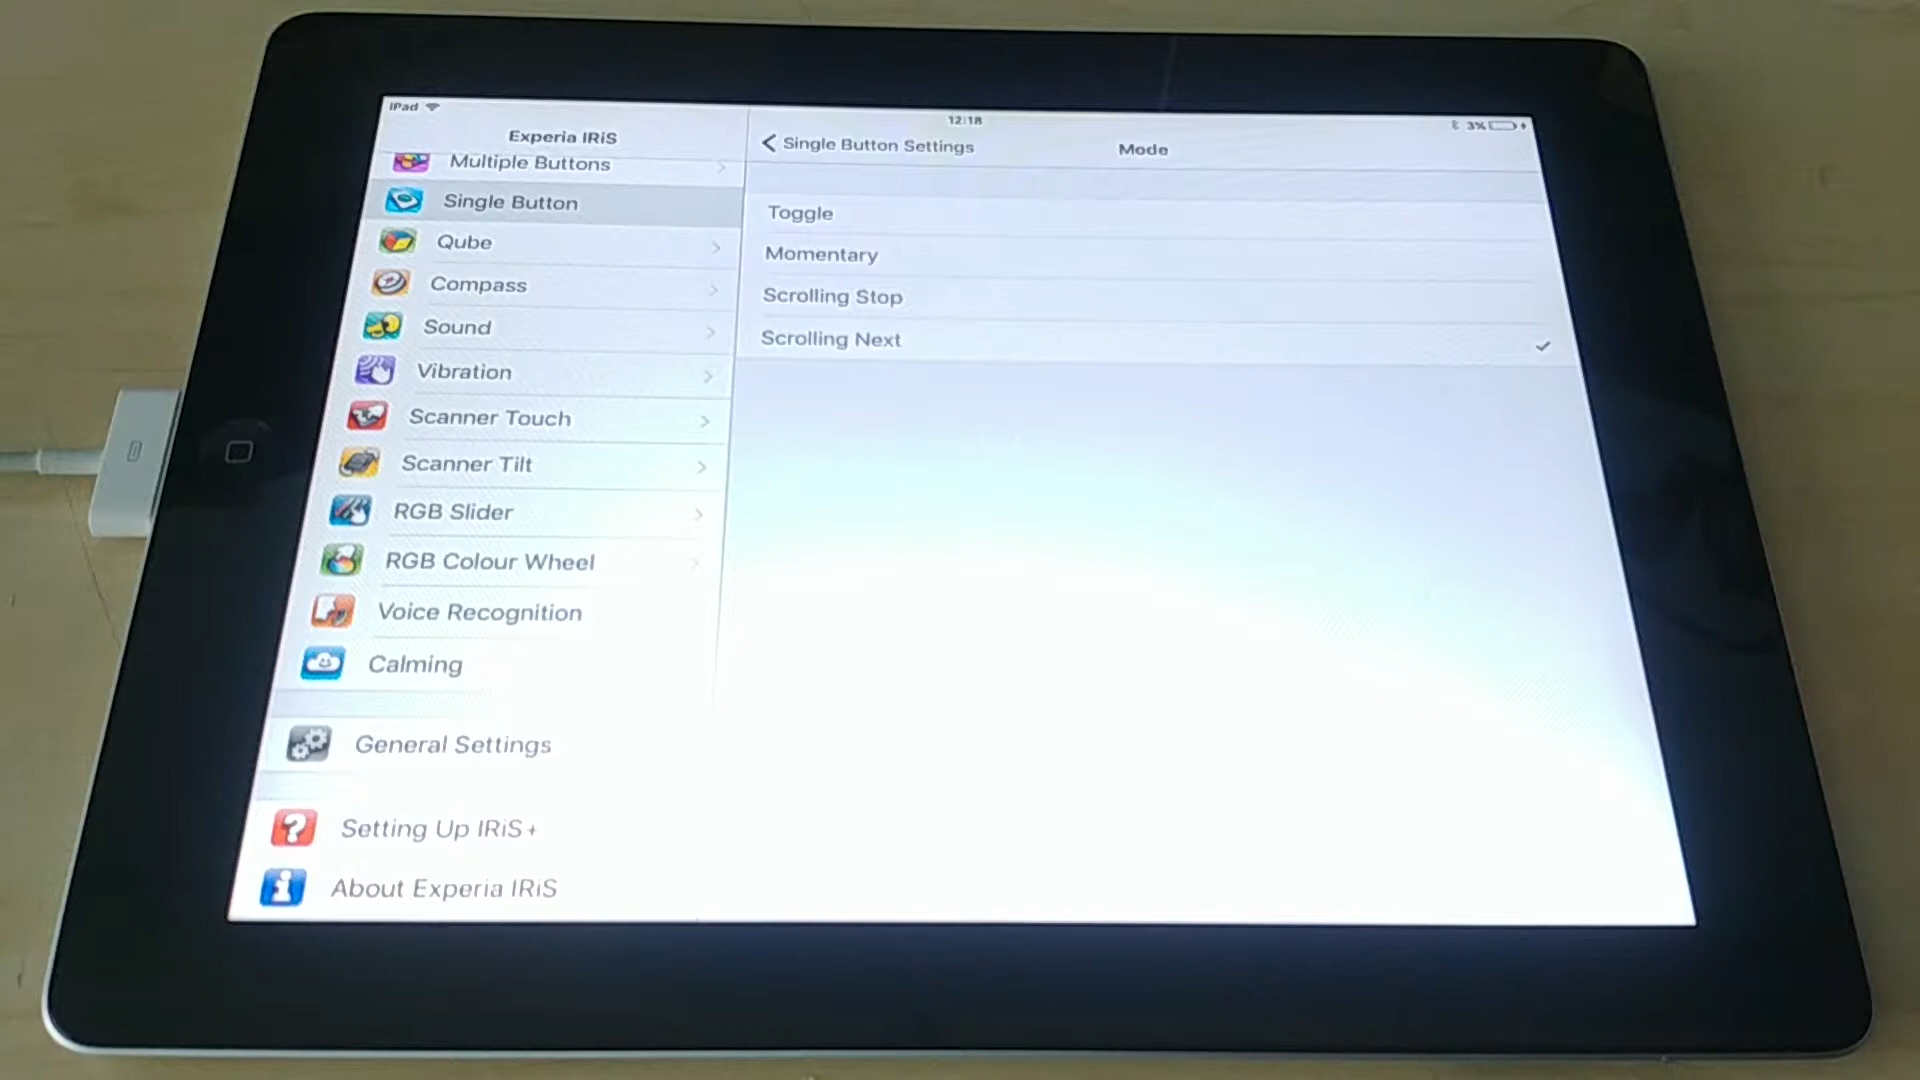 iPad
12:18
3%
Experia IRiS
Multiple Buttons
Single Button
Qube
Compass
Sound
Vibration
Scanner Touch
Scanner Tilt
RGB Slider
RGB Colour Wheel
Voice Recognition
Calming
General Settings
Setting Up IRiS+
About Experia IRiS
Single Button Settings
Mode
Toggle
Momentary
Scrolling Stop
Scrolling Next